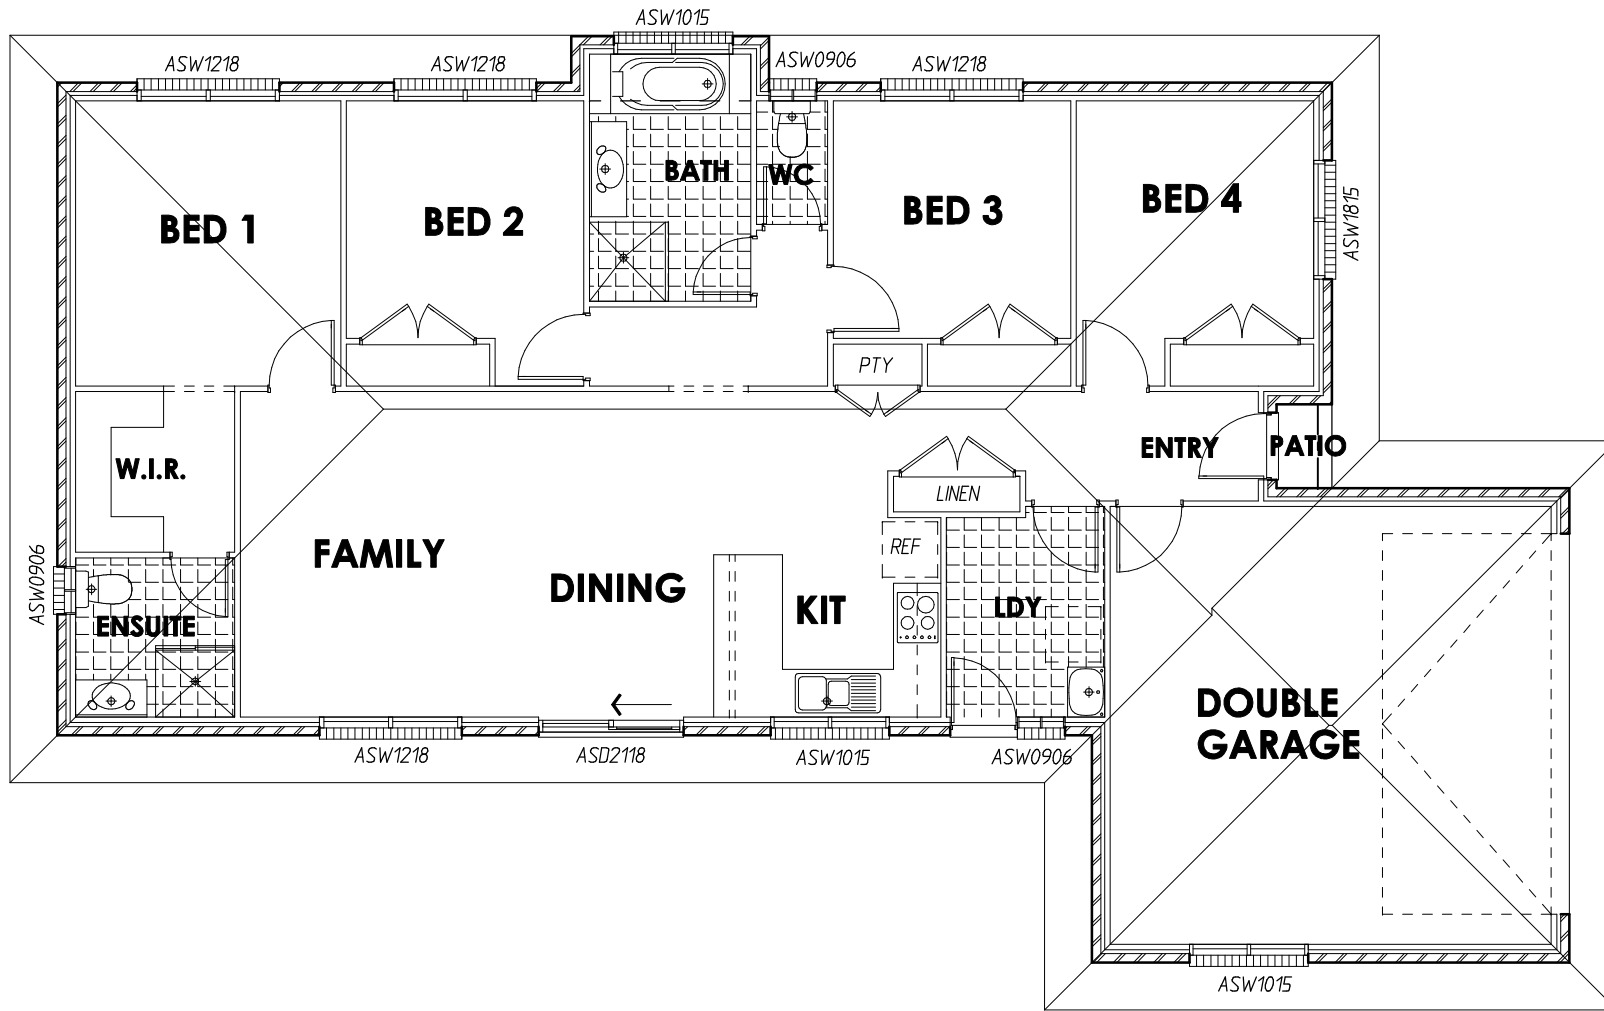 ASW1015
ASW1218
ASW1218
ASW0906
ASW1218
BED 1
BED 2
BATH
WC
BED 3
BED 4
ASW1815
PTY
W.I.R.
ENTRY
PATIO
LINEN
ASW0906
FAMILY
DINING
REF
KIT
LDY
ENSUITE
DOUBLE
GARAGE
ASW1218
ASD2118
ASW1015
ASW0906
ASW1015